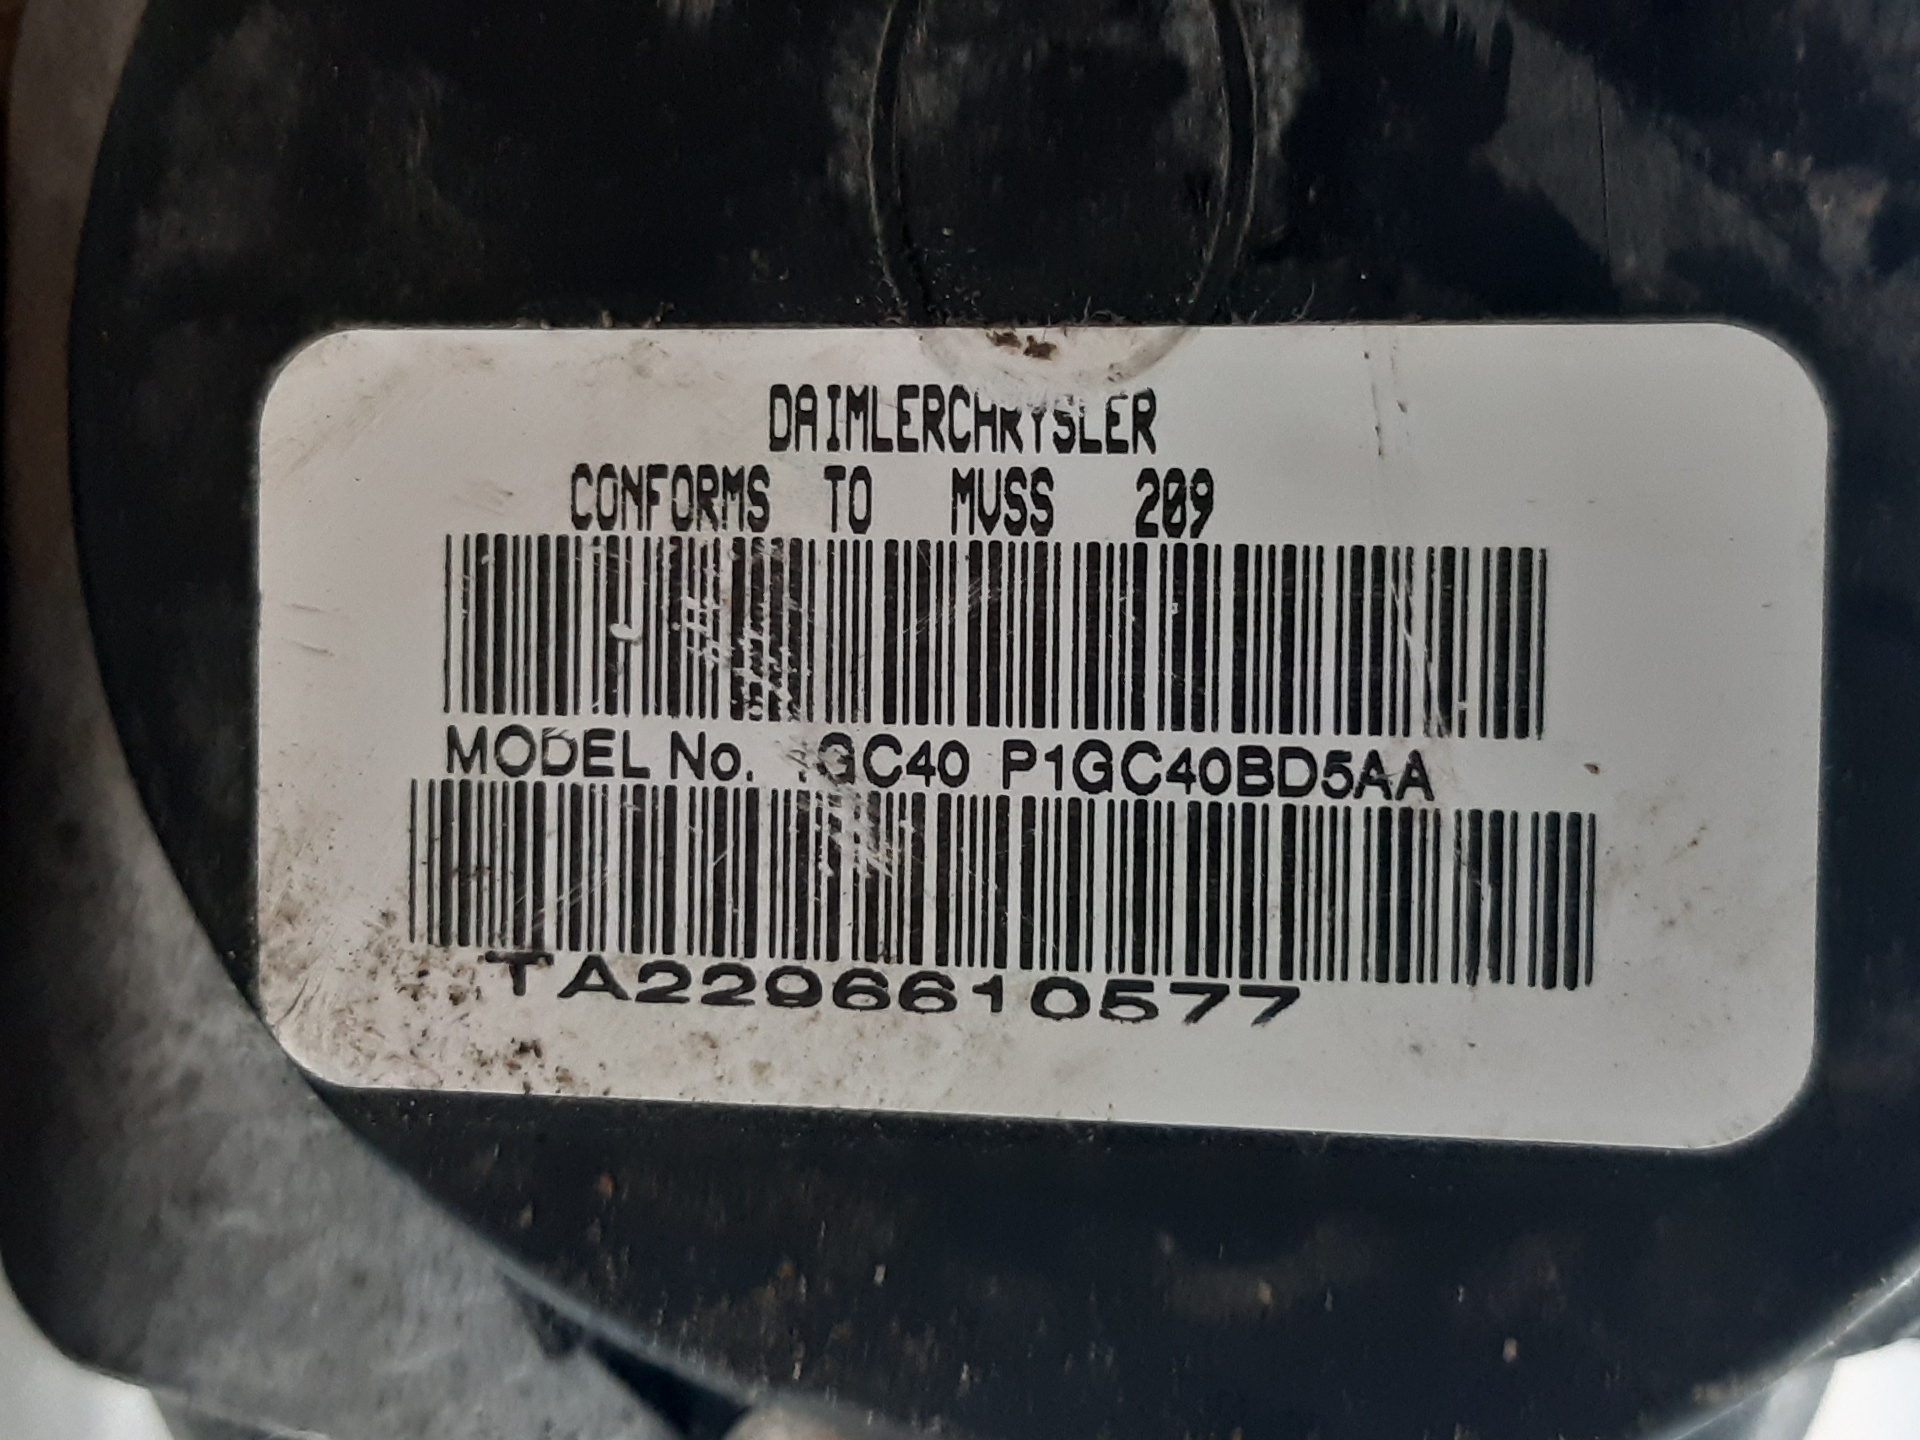 DAIMLERCHRYSLER
CONFORMS TO MVSS 209
MODEL No. GC40 P1GC40BD5AA
TA2296610577